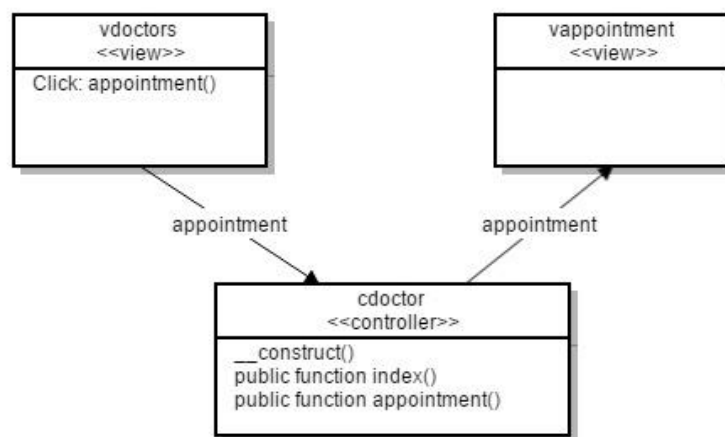 vdoctors
<<view>>
Click: appointment()
vappointment
<<view>>
appointment
appointment
cdoctor
<<controller>>
__construct()
public function index()
public function appointment()